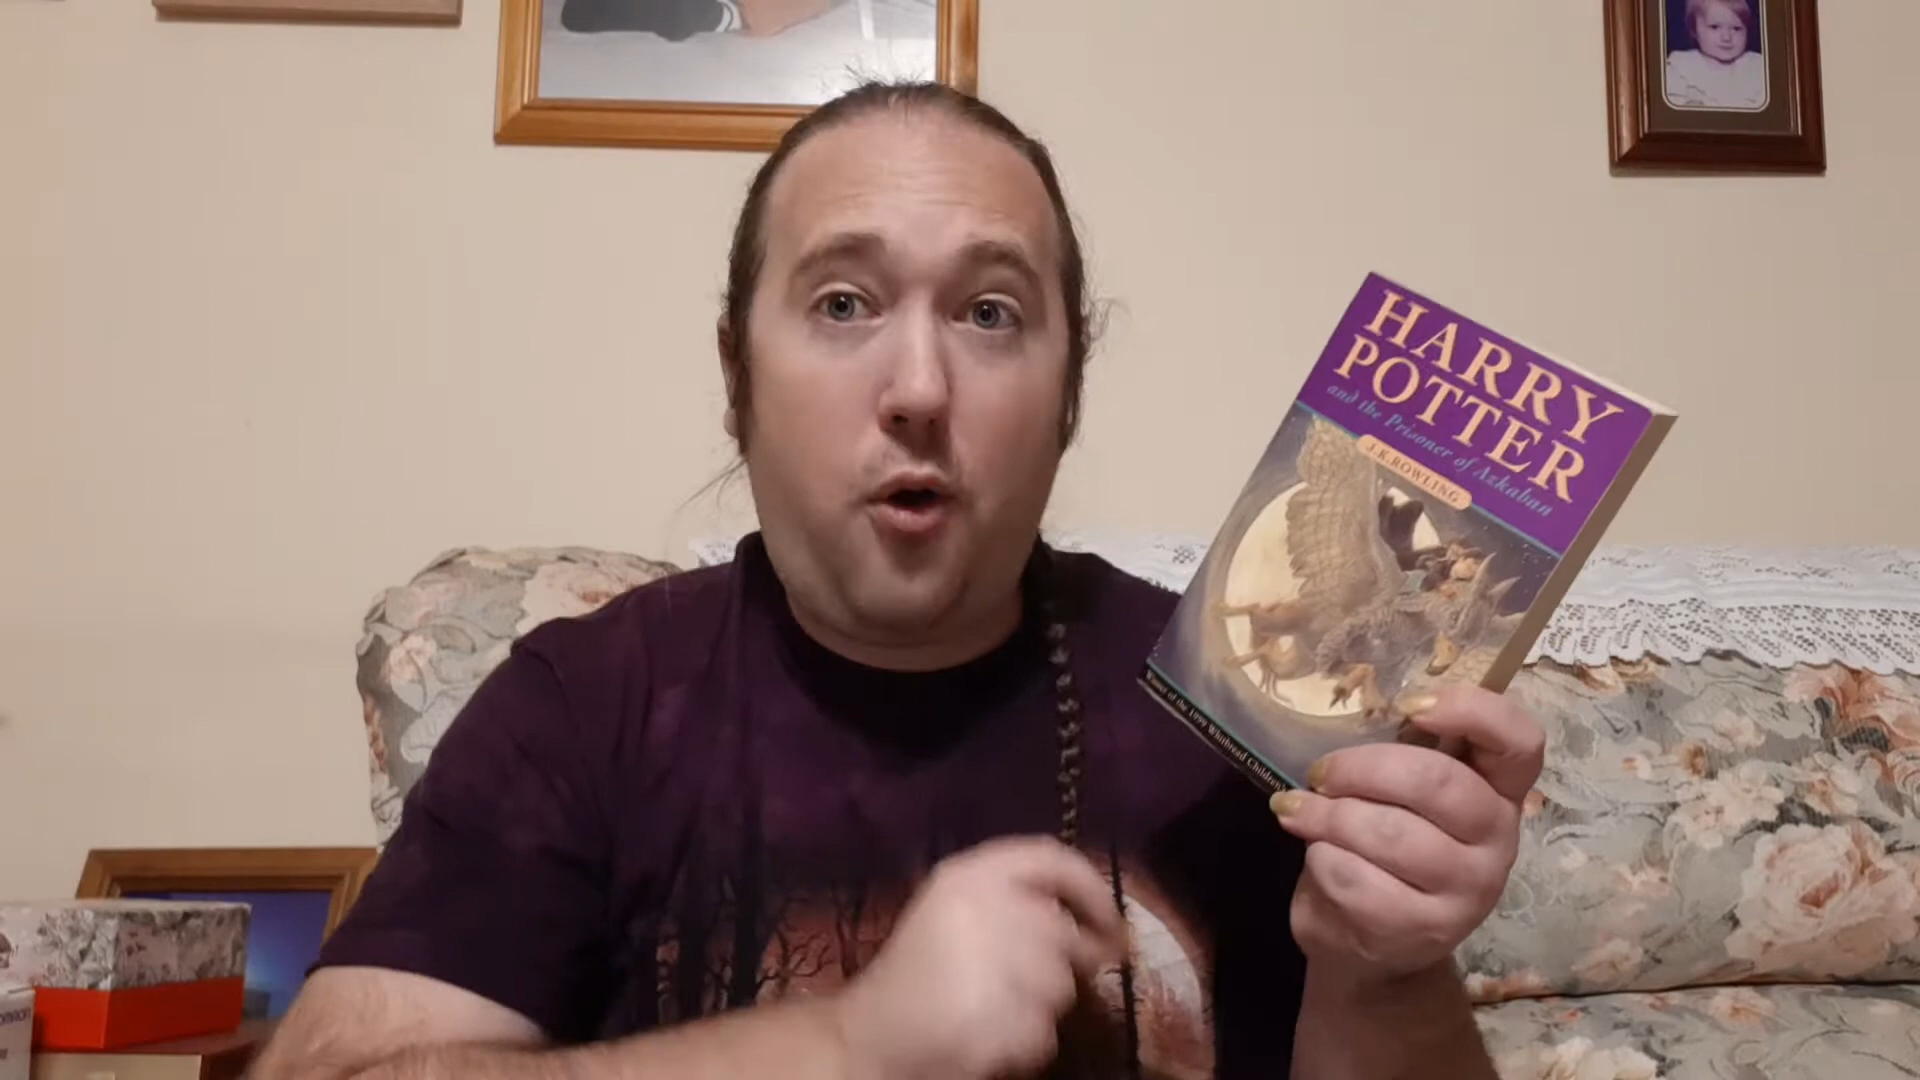 HARRY
POTTER
and the Prisoner of Azkaban
J.K.ROWLING
Winner of the 1999 Whitbread Children's